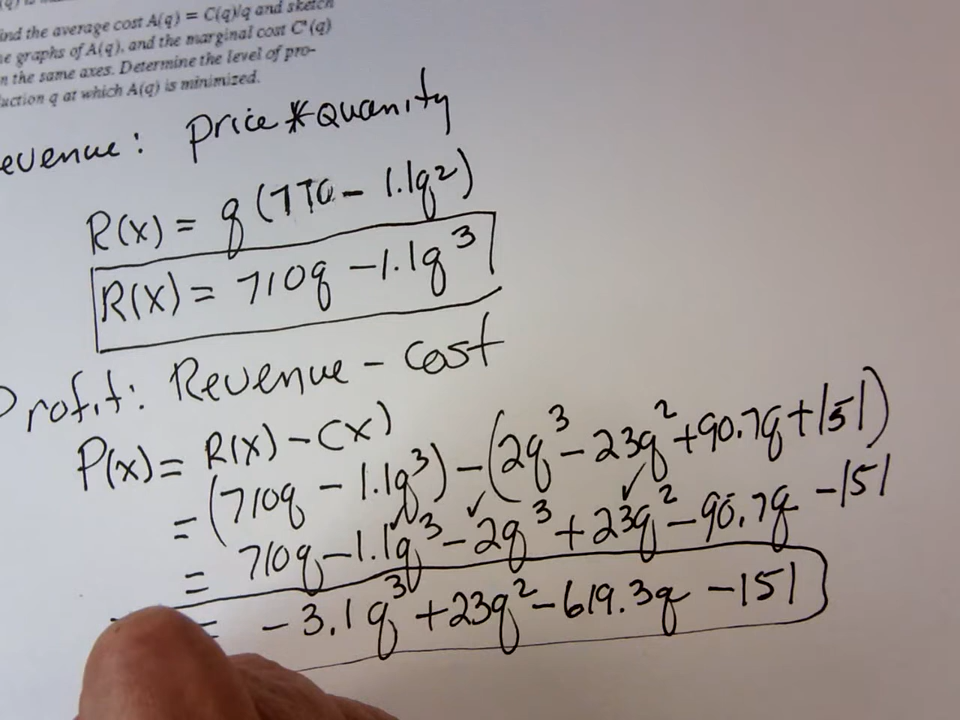 ind the average cost A(q) = C(q)/q and sketch
e graphs of A(q), and the marginal cost C'(q)
n the same axes. Determine the level of pro-
uction q at which A(q) is minimized.
evenue: Price*Quanity
R(x) = q(710 - 1.1q²)
R(x) = 710q - 1.1q³
Profit: Revenue - Cost
P(x) = R(x) - Cx)
= (710q - 1.1q³) - (2q³ - 23q² + 90.7q + 151)
= 710q - 1.1q³ - 2q³ + 23q² - 90.7q - 151
= -3.1q³ + 23q² - 619.3q - 151